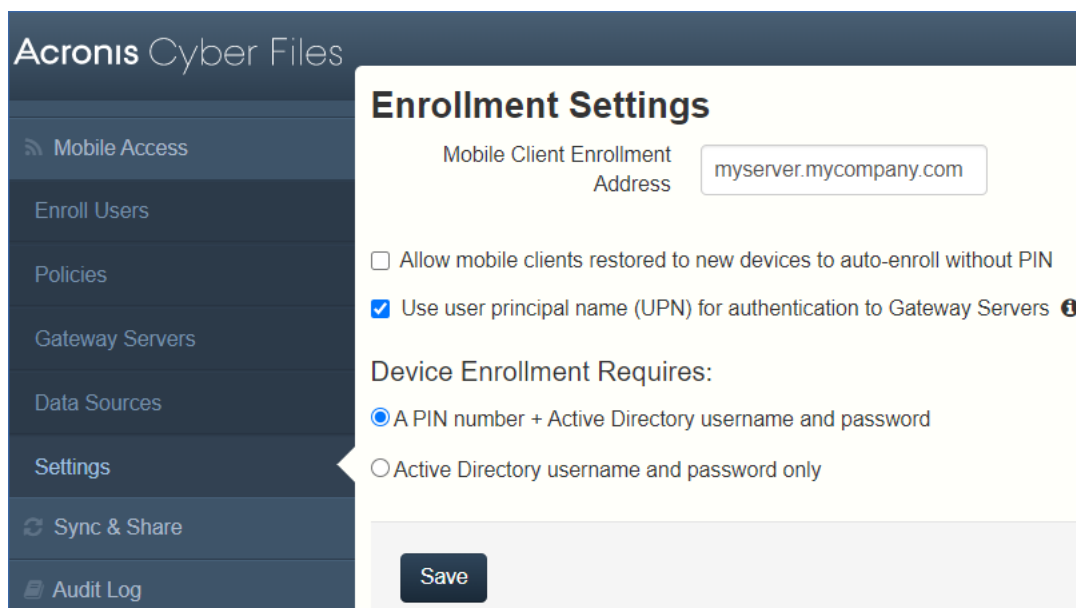 Acronis Cyber Files
Mobile Access
Enroll Users
Policies
Gateway Servers
Data Sources
Settings
Sync & Share
Audit Log
Enrollment Settings
Mobile Client Enrollment
Address
myserver.mycompany.com
Allow mobile clients restored to new devices to auto-enroll without PIN
Use user principal name (UPN) for authentication to Gateway Servers
Device Enrollment Requires:
A PIN number + Active Directory username and password
Active Directory username and password only
Save